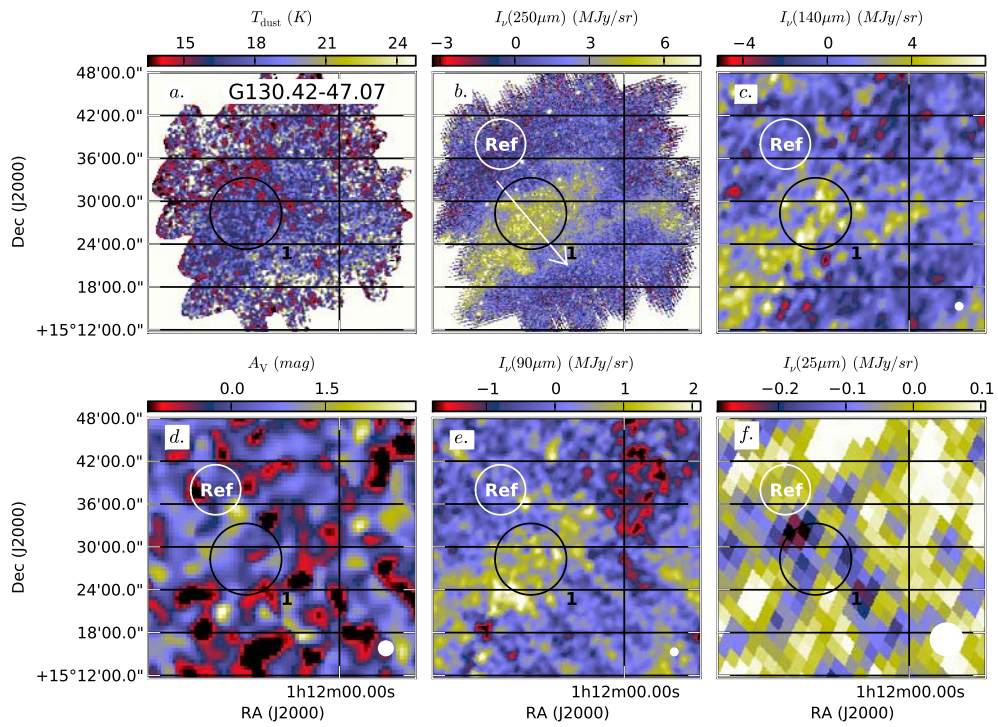 T_dust (K)
I_ν(250μm) (MJy/sr)
I_ν(140μm) (MJy/sr)
15 18 21 24
−3 0 3 6
−4 0 4
48'00.0"
42'00.0"
36'00.0"
30'00.0"
24'00.0"
18'00.0"
+15°12'00.0"
Dec (J2000)
a.
G130.42-47.07
1
b.
Ref
1
c.
Ref
1
A_V (mag)
I_ν(90μm) (MJy/sr)
I_ν(25μm) (MJy/sr)
0.0 1.5
−1 0 1 2
−0.2 −0.1 0.0 0.1
48'00.0"
42'00.0"
36'00.0"
30'00.0"
24'00.0"
18'00.0"
+15°12'00.0"
Dec (J2000)
d.
Ref
1
e.
Ref
1
f.
Ref
1
1h12m00.00s
1h12m00.00s
1h12m00.00s
RA (J2000)
RA (J2000)
RA (J2000)